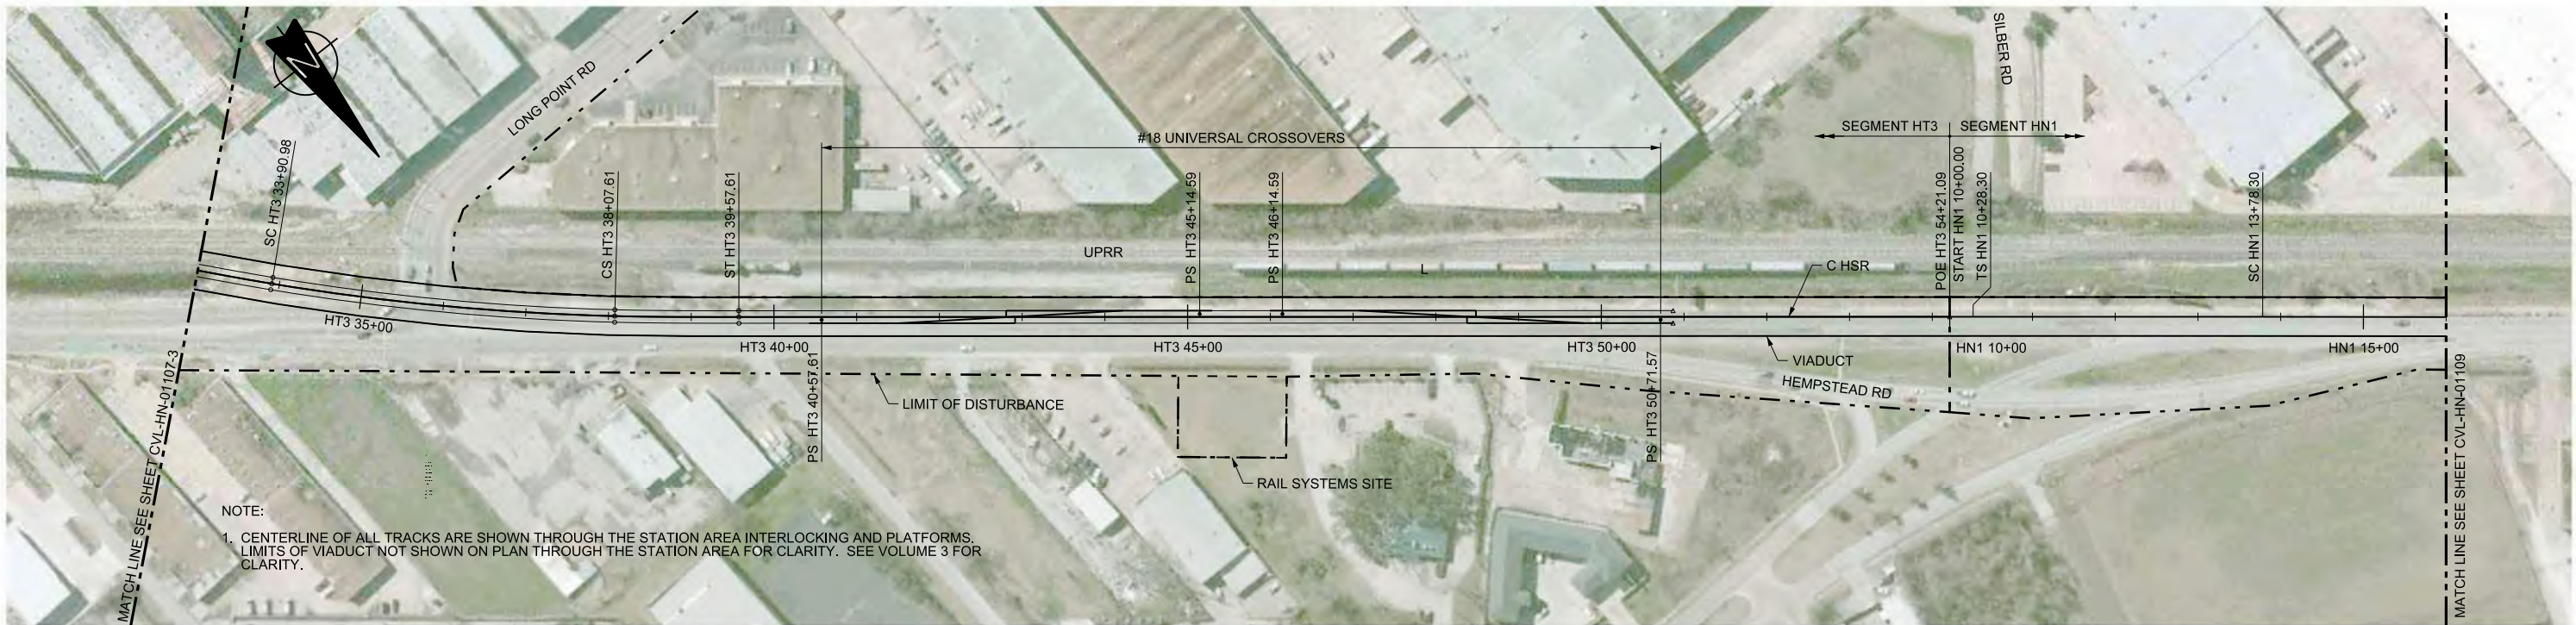 N
LONG POINT RD
SILBER RD
#18 UNIVERSAL CROSSOVERS
SEGMENT HT3
SEGMENT HN1
SC HT3 33+90.98
CS HT3 38+07.61
ST HT3 39+57.61
UPRR
PS HT3 45+14.59
PS HT3 46+14.59
L
C HSR
POE HT3 54+21.09
START HN1 10+00.00
TS HN1 10+28.30
SC HN1 13+78.30
HT3 35+00
HT3 40+00
HT3 45+00
HT3 50+00
HN1 10+00
HN1 15+00
PS HT3 40+57.61
PS HT3 50+71.57
VIADUCT
HEMPSTEAD RD
LIMIT OF DISTURBANCE
RAIL SYSTEMS SITE
MATCH LINE SEE SHEET CVL-HN-01107-3
MATCH LINE SEE SHEET CVL-HN-01109
NOTE:
1. CENTERLINE OF ALL TRACKS ARE SHOWN THROUGH THE STATION AREA INTERLOCKING AND PLATFORMS.
LIMITS OF VIADUCT NOT SHOWN ON PLAN THROUGH THE STATION AREA FOR CLARITY. SEE VOLUME 3 FOR
CLARITY.